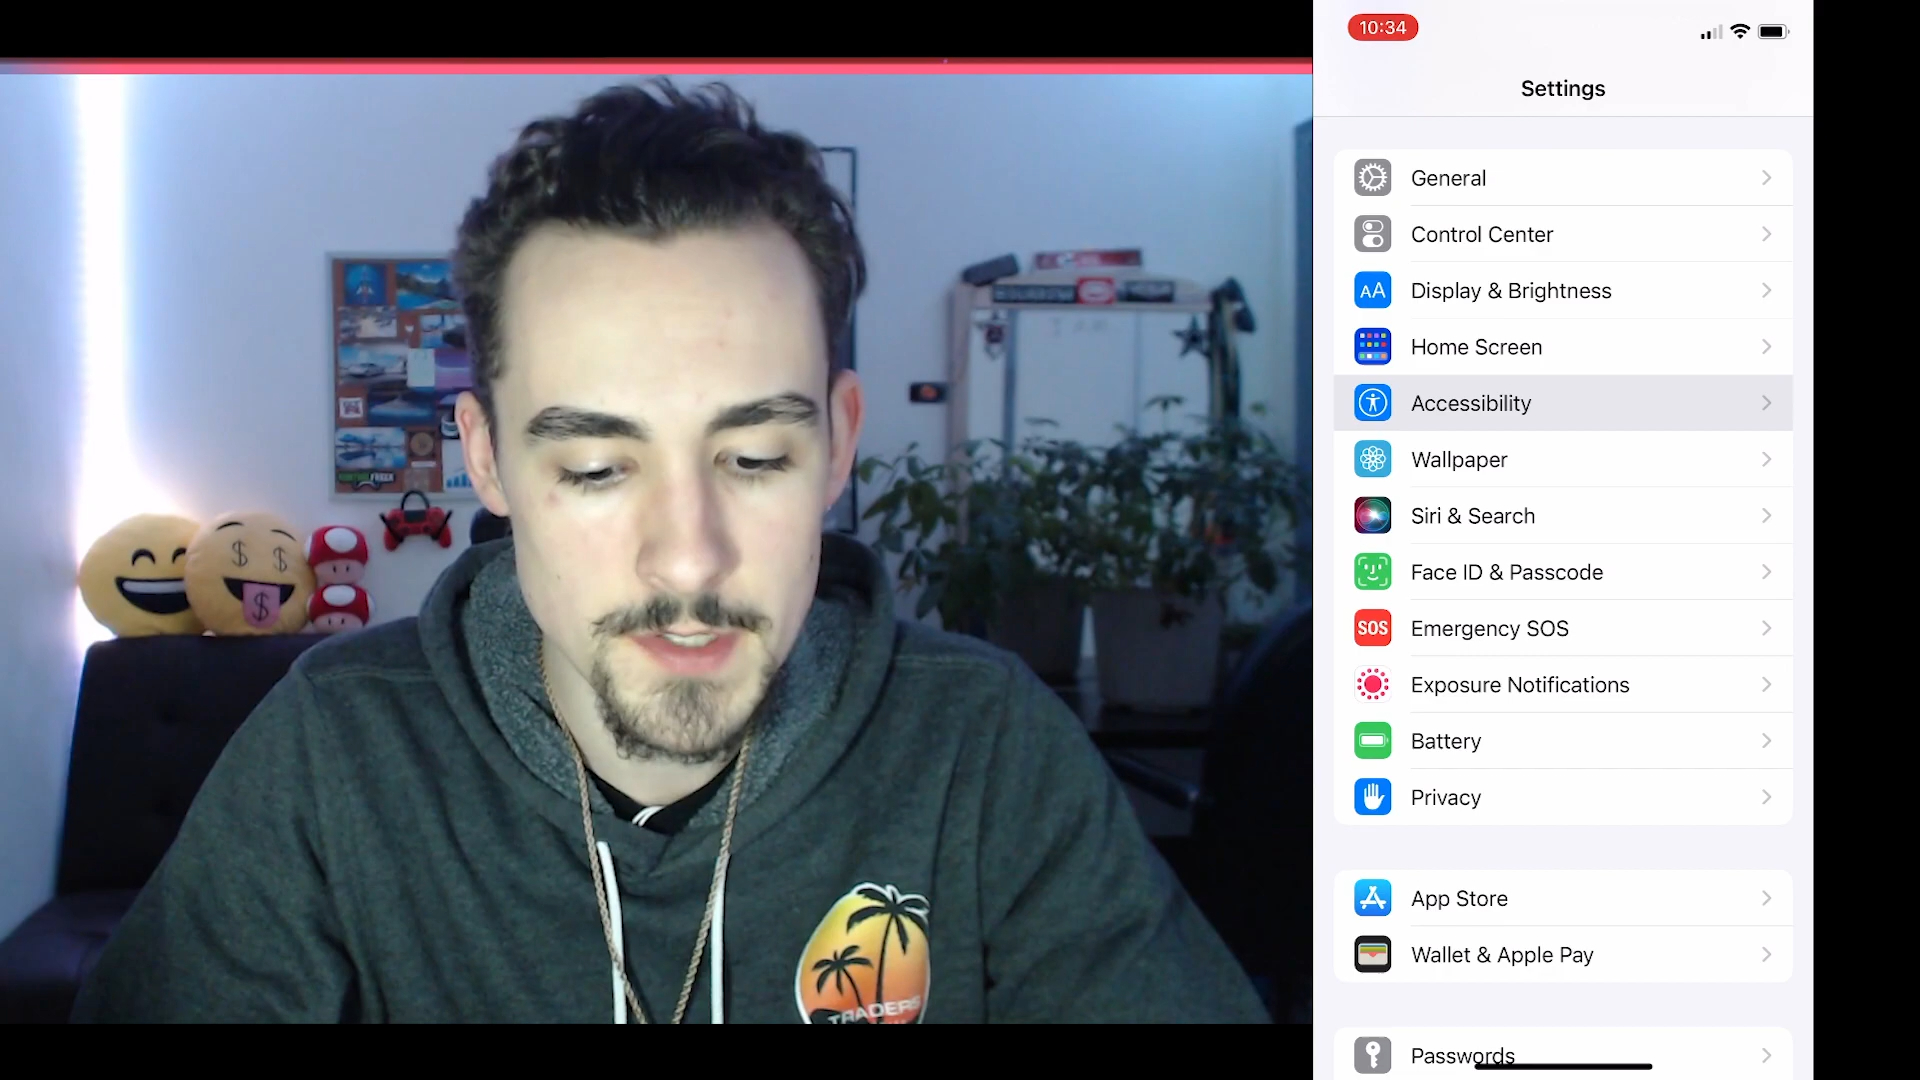 10:34
Settings
General
Control Center
AA Display & Brightness
Home Screen
Accessibility
Wallpaper
Siri & Search
Face ID & Passcode
SOS Emergency SOS
Exposure Notifications
Battery
Privacy
App Store
Wallet & Apple Pay
Passwords
$ $
$
TRADERS